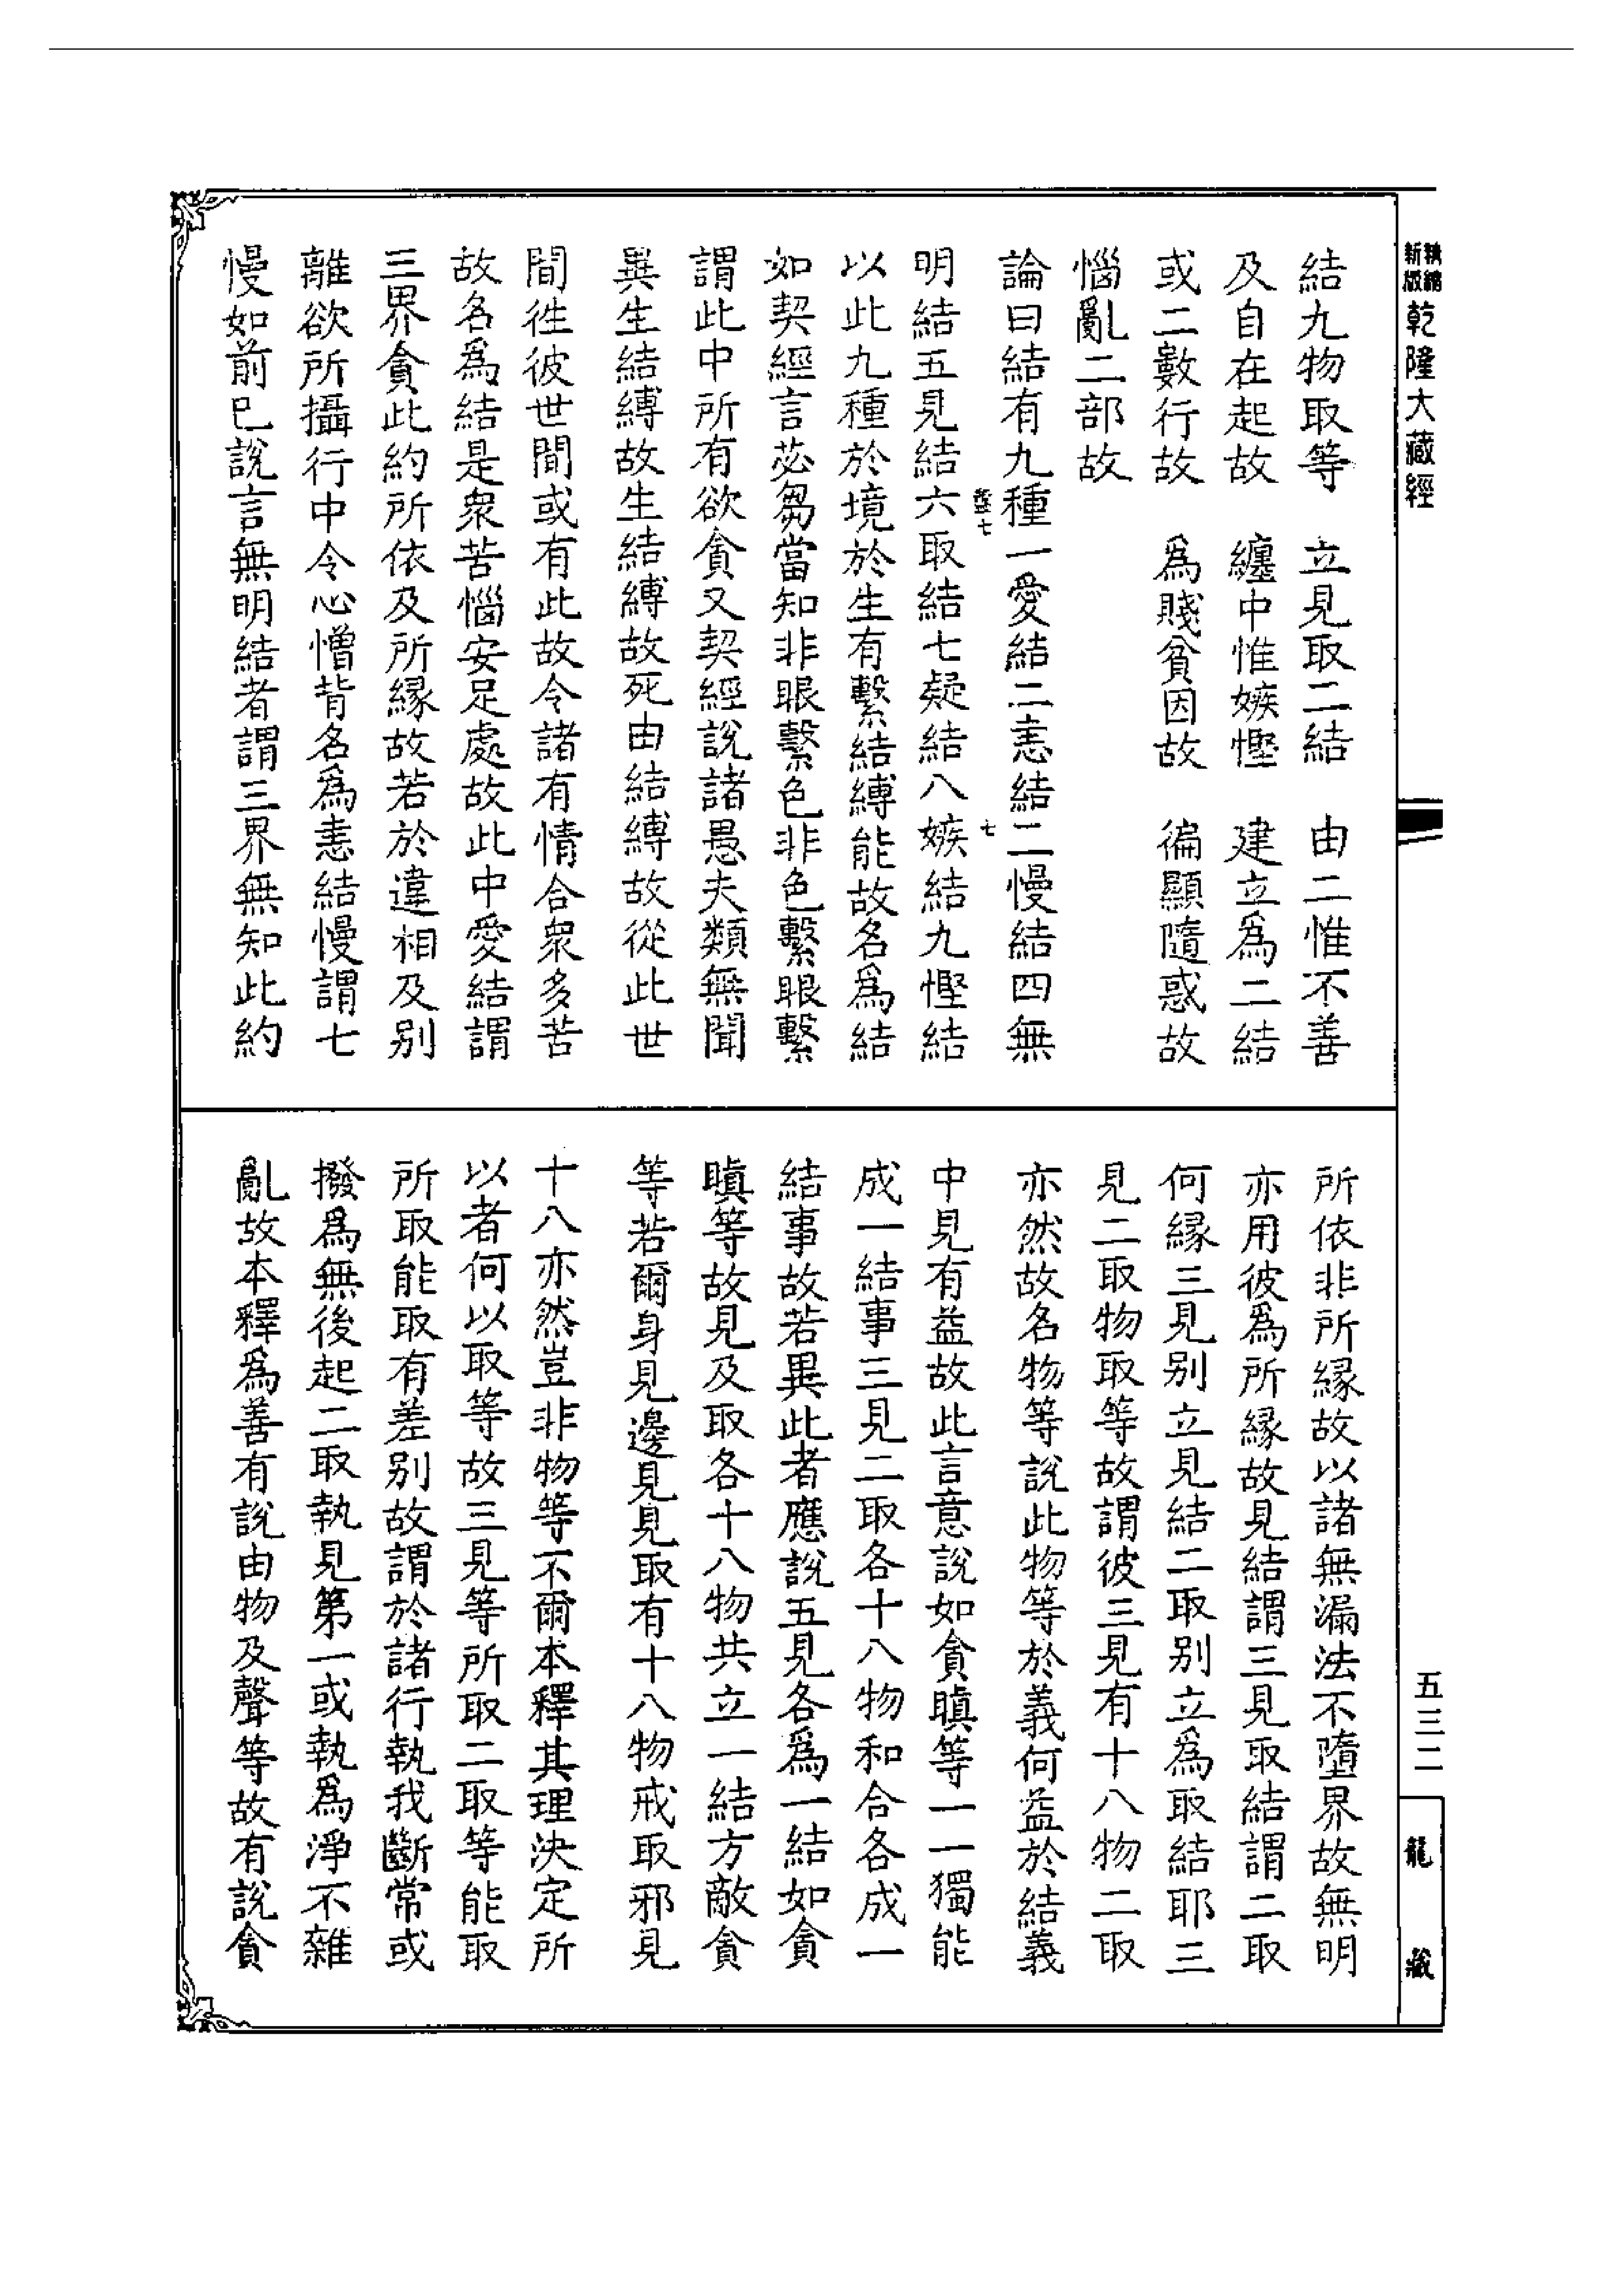 精縮新版乾隆大藏經
結九物取等　立見取二結　由二惟不善
及自在起故　纏中惟嫉慳　建立爲二結
或二數行故　爲賤貧因故　徧顯隨惑故
惱亂二部故
論曰結有九種一愛結二恚結二慢結四無
七
明結五見結六取結七疑結八嫉結九慳結
以此九種於境於生有繫結縛能故名爲結
如契經言苾芻當知非眼繫色非色繫眼繫
謂此中所有欲貪又契經說諸愚夫類無聞
異生結縛故生結縛故死由結縛故從此世
間徃彼世間或有此故令諸有情合衆多苦
故名爲結是衆苦惱安足處故此中愛結謂
三界貪此約所依及所緣故若於違相及別
離欲所攝行中令心憎背名爲恚結慢謂七
慢如前已說言無明結者謂三界無知此約
所依非所緣故以諸無漏法不墮界故無明
亦用彼爲所緣故見結謂三見取結謂二取
何緣三見別立見結二取別立爲取結耶三
見二取物取等故謂彼三見有十八物二取
亦然故名物等說此物等於義何益於結義
中見有益故此言意說如貪瞋等一一獨能
成一結事三見二取各十八物和合各成一
結事故若異此者應說五見各爲一結如貪
瞋等故見及取各十八物共立一結方敵貪
等若爾身見邊見見取有十八物戒取邪見
十八亦然豈非物等不爾本釋其理決定所
以者何以取等故三見等所取二取等能取
所取能取有差別故謂於諸行執我斷常或
撥爲無後起二取執見第一或執爲淨不雜
亂故本釋爲善有說由物及聲等故有說貪
五三二
龍藏